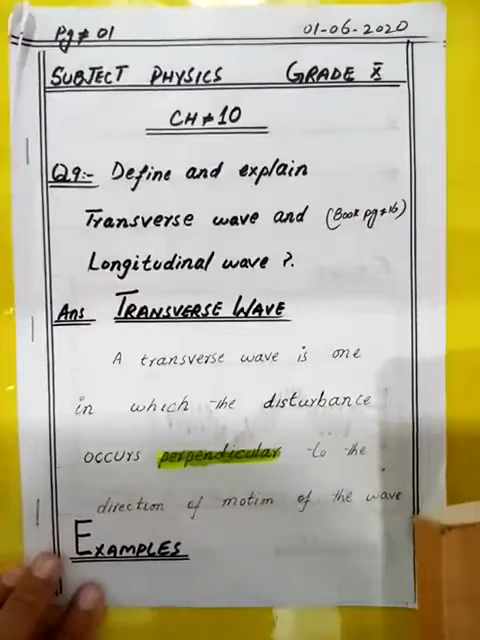 Pg# 01 01-06-2020
SUBJECT PHYSICS GRADE X
CH#10
Q9:- Define and explain
Transverse wave and (Book pg#16)
Longitudinal wave ?.
Ans TRANSVERSE WAVE
A transverse wave is one
in which the disturbance
occurs perpendicular to the
direction of motion of the wave
EXAMPLES